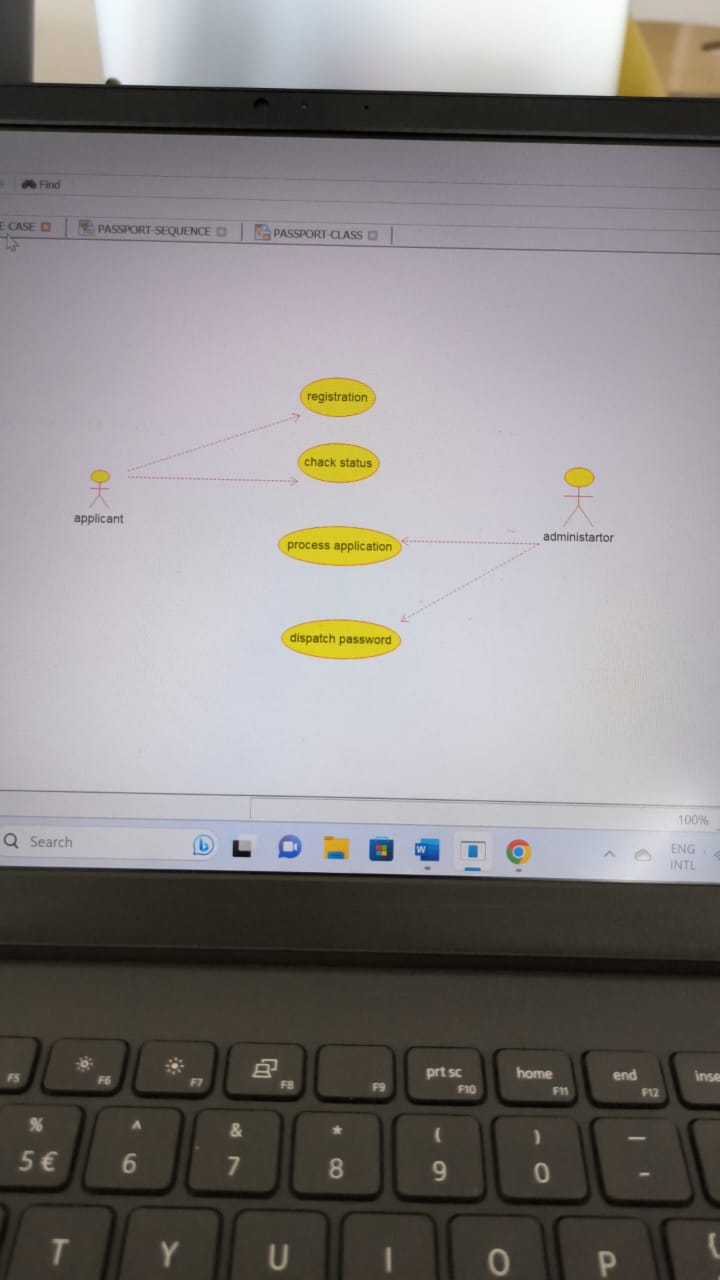 Find
E CASE
PASSPORT-SEQUENCE
PASSPORT-CLASS
registration
chack status
applicant
process application
administartor
dispatch password
100%
Search
ENG
INTL
F5
F6
F7
F8
F9
prt sc
F10
home
F11
end
F12
inse
%
5 €
^
6
&
7
*
8
(
9
)
0
_
-
T
Y
U
I
O
P